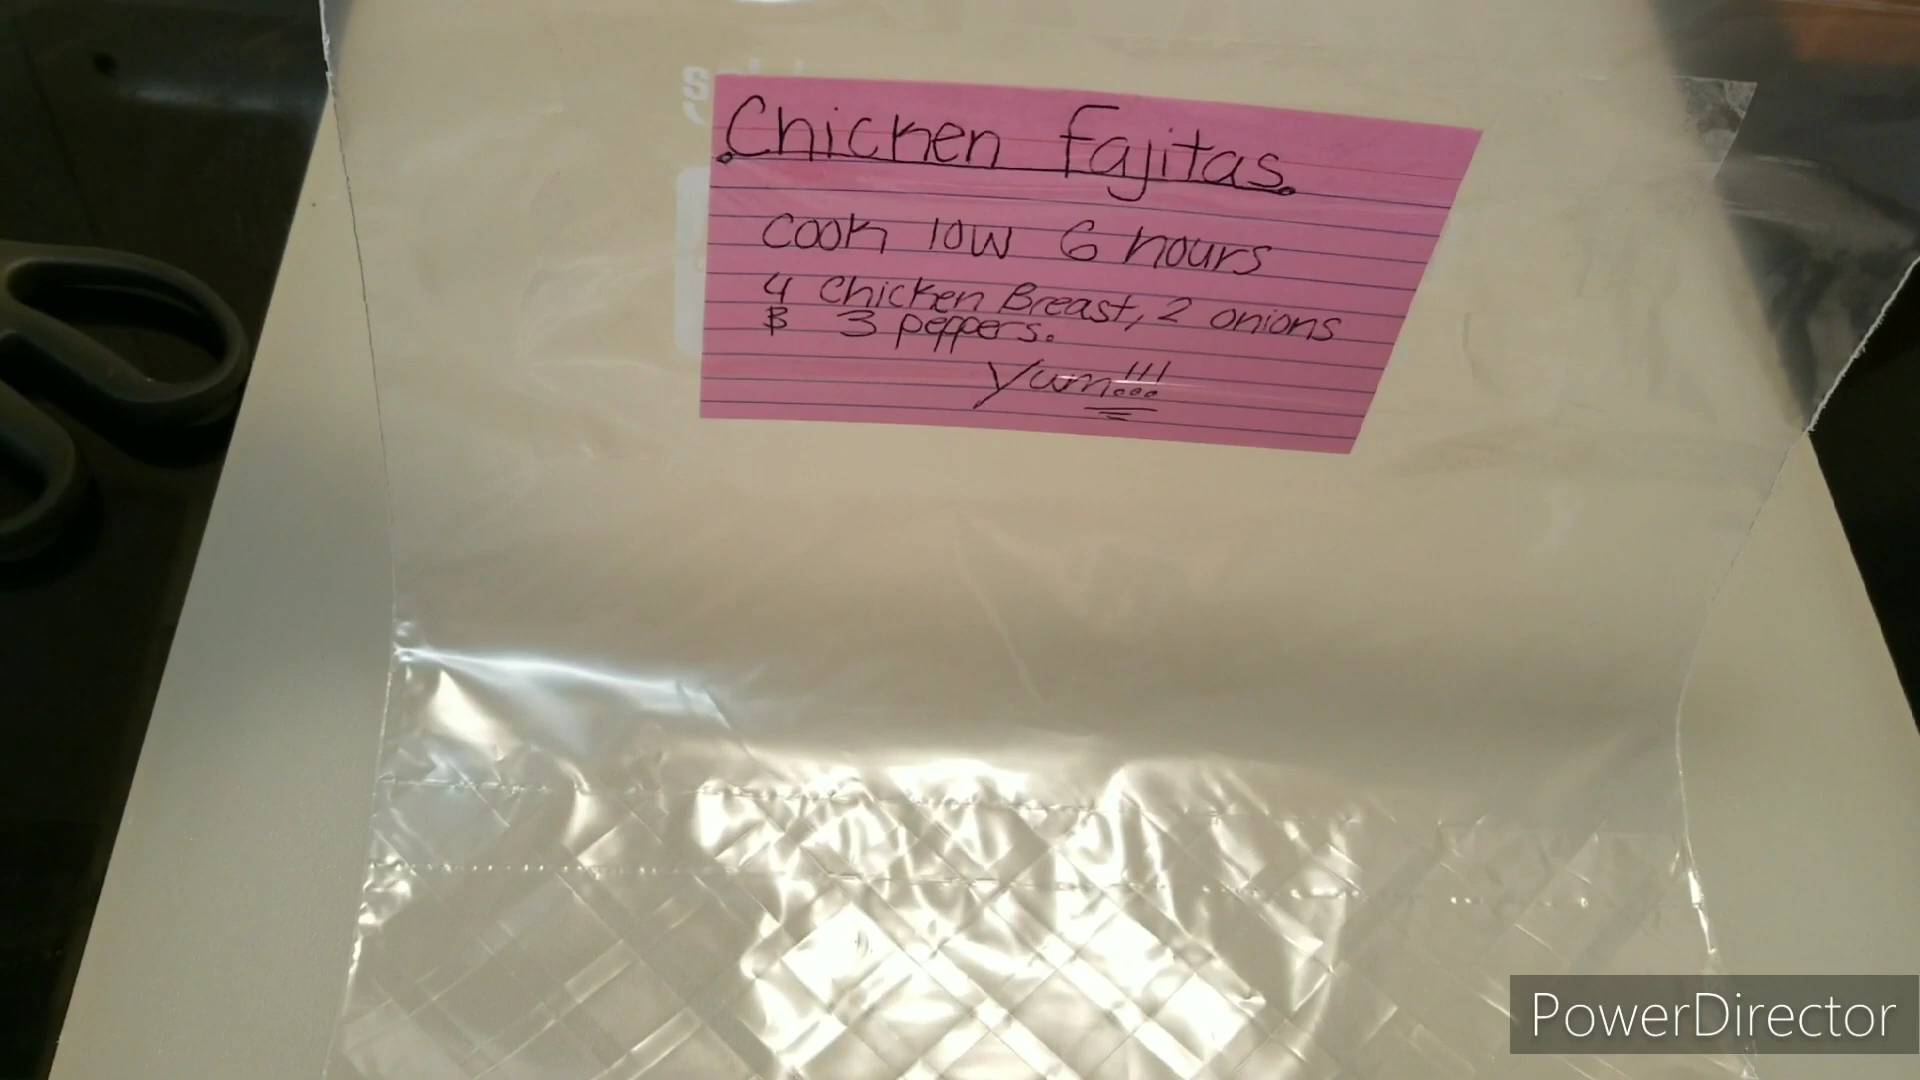 Chicken Fajitas
Cook low 6 hours
4 Chicken Breast, 2 onions
& 3 peppers.
Yum!!!
PowerDirector